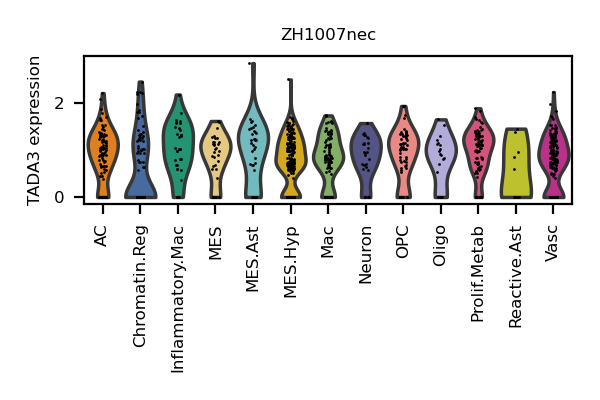 ZH1007nec
TADA3 expression
2
0
AC
Chromatin.Reg
Inflammatory.Mac
MES
MES.Ast
MES.Hyp
Mac
Neuron
OPC
Oligo
Prolif.Metab
Reactive.Ast
Vasc